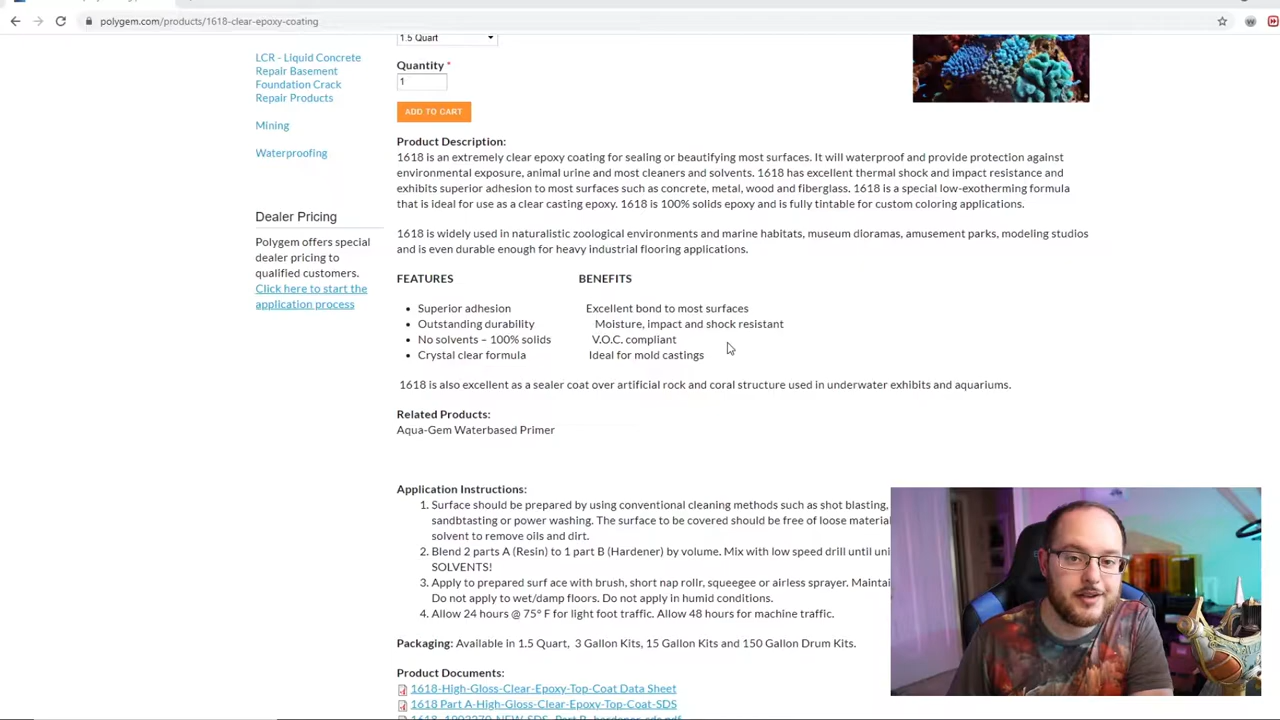 polygem.com/products/1618-clear-epoxy-coating
1.5 Quart
LCR - Liquid Concrete
Repair Basement
Foundation Crack
Repair Products
Mining
Waterproofing
Dealer Pricing
Polygem offers special
dealer pricing to
qualified customers.
Click here to start the
application process
Quantity *
1
ADD TO CART
Product Description:
1618 is an extremely clear epoxy coating for sealing or beautifying most surfaces. It will waterproof and provide protection against
environmental exposure, animal urine and most cleaners and solvents. 1618 has excellent thermal shock and impact resistance and
exhibits superior adhesion to most surfaces such as concrete, metal, wood and fiberglass. 1618 is a special low-exotherming formula
that is ideal for use as a clear casting epoxy. 1618 is 100% solids epoxy and is fully tintable for custom coloring applications.
1618 is widely used in naturalistic zoological environments and marine habitats, museum dioramas, amusement parks, modeling studios
and is even durable enough for heavy industrial flooring applications.
FEATURES BENEFITS
• Superior adhesion Excellent bond to most surfaces
• Outstanding durability Moisture, impact and shock resistant
• No solvents – 100% solids V.O.C. compliant
• Crystal clear formula Ideal for mold castings
1618 is also excellent as a sealer coat over artificial rock and coral structure used in underwater exhibits and aquariums.
Related Products:
Aqua-Gem Waterbased Primer
Application Instructions:
1. Surface should be prepared by using conventional cleaning methods such as shot blasting,
sandbtasting or power washing. The surface to be covered should be free of loose material
solvent to remove oils and dirt.
2. Blend 2 parts A (Resin) to 1 part B (Hardener) by volume. Mix with low speed drill until uni
SOLVENTS!
3. Apply to prepared surf ace with brush, short nap rollr, squeegee or airless sprayer. Maintai
Do not apply to wet/damp floors. Do not apply in humid conditions.
4. Allow 24 hours @ 75° F for light foot traffic. Allow 48 hours for machine traffic.
Packaging: Available in 1.5 Quart, 3 Gallon Kits, 15 Gallon Kits and 150 Gallon Drum Kits.
Product Documents:
1618-High-Gloss-Clear-Epoxy-Top-Coat Data Sheet
1618 Part A-High-Gloss-Clear-Epoxy-Top-Coat-SDS